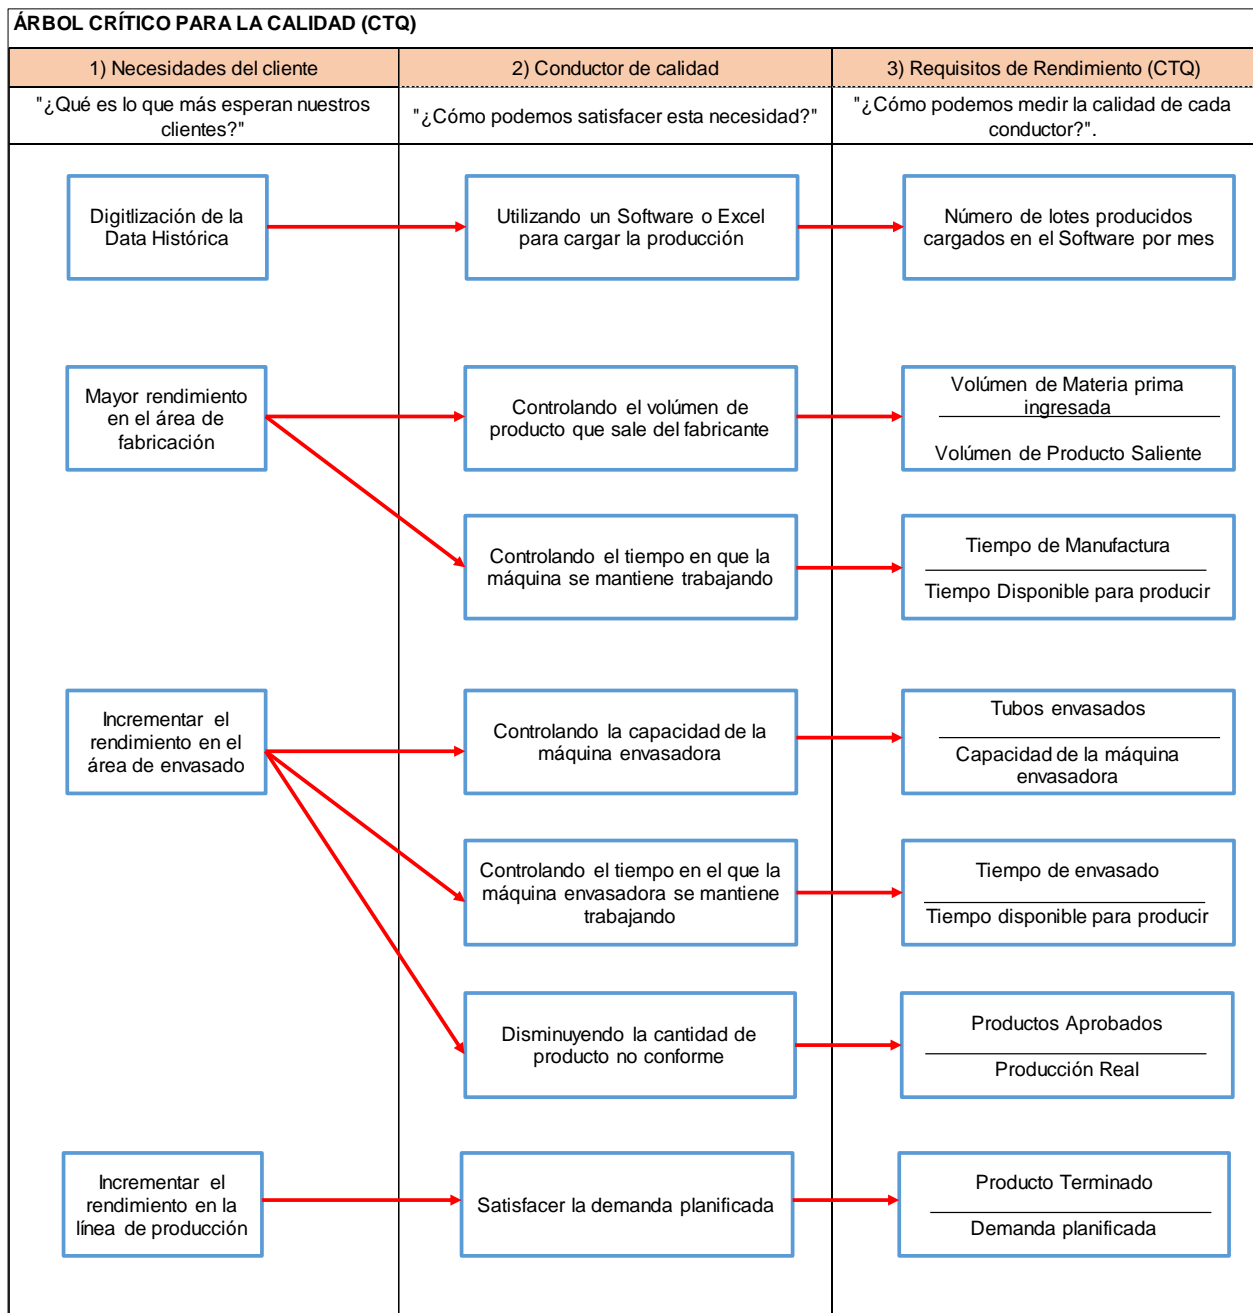 ÁRBOL CRÍTICO PARA LA CALIDAD (CTQ)
1) Necesidades del cliente
2) Conductor de calidad
3) Requisitos de Rendimiento (CTQ)
"¿Qué es lo que más esperan nuestros
clientes?"
"¿Cómo podemos satisfacer esta necesidad?"
"¿Cómo podemos medir la calidad de cada
conductor?".
Digitlización de la
Data Histórica
Utilizando un Software o Excel
para cargar la producción
Número de lotes producidos
cargados en el Software por mes
Mayor rendimiento
en el área de
fabricación
Controlando el volúmen de
producto que sale del fabricante
Volúmen de Materia prima
ingresada
Volúmen de Producto Saliente
Controlando el tiempo en que la
máquina se mantiene trabajando
Tiempo de Manufactura
Tiempo Disponible para producir
Incrementar el
rendimiento en el
área de envasado
Controlando la capacidad de la
máquina envasadora
Tubos envasados
Capacidad de la máquina
envasadora
Controlando el tiempo en el que la
máquina envasadora se mantiene
trabajando
Tiempo de envasado
Tiempo disponible para producir
Disminuyendo la cantidad de
producto no conforme
Productos Aprobados
Producción Real
Incrementar el
rendimiento en la
línea de producción
Satisfacer la demanda planificada
Producto Terminado
Demanda planificada